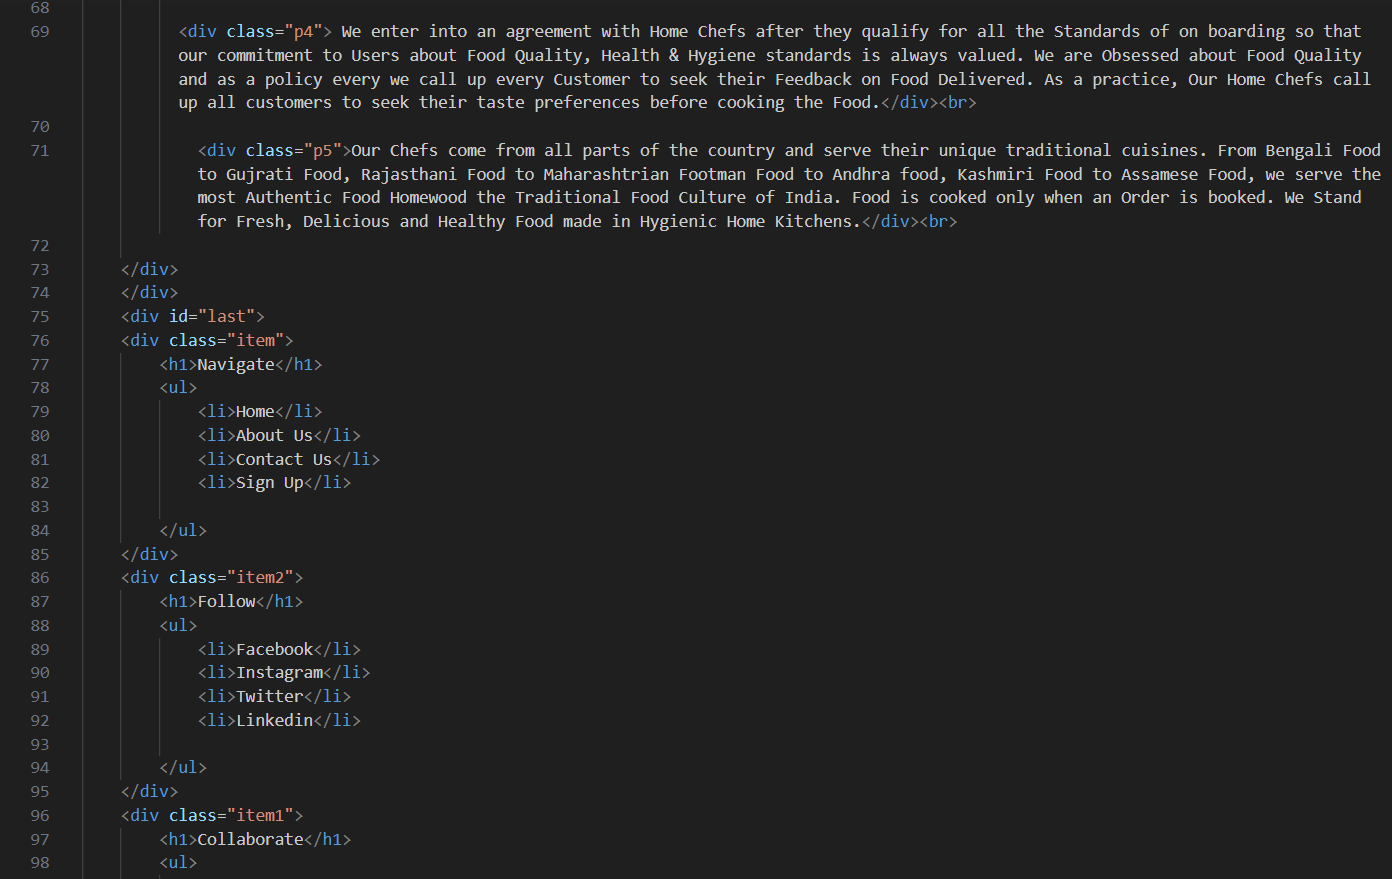 68
69 <div class="p4"> We enter into an agreement with Home Chefs after they qualify for all the Standards of on boarding so that
our commitment to Users about Food Quality, Health & Hygiene standards is always valued. We are Obsessed about Food Quality
and as a policy every we call up every Customer to seek their Feedback on Food Delivered. As a practice, Our Home Chefs call
up all customers to seek their taste preferences before cooking the Food.</div><br>
70
71 <div class="p5">Our Chefs come from all parts of the country and serve their unique traditional cuisines. From Bengali Food
to Gujrati Food, Rajasthani Food to Maharashtrian Footman Food to Andhra food, Kashmiri Food to Assamese Food, we serve the
most Authentic Food Homewood the Traditional Food Culture of India. Food is cooked only when an Order is booked. We Stand
for Fresh, Delicious and Healthy Food made in Hygienic Home Kitchens.</div><br>
72
73 </div>
74 </div>
75 <div id="last">
76 <div class="item">
77 <h1>Navigate</h1>
78 <ul>
79 <li>Home</li>
80 <li>About Us</li>
81 <li>Contact Us</li>
82 <li>Sign Up</li>
83
84 </ul>
85 </div>
86 <div class="item2">
87 <h1>Follow</h1>
88 <ul>
89 <li>Facebook</li>
90 <li>Instagram</li>
91 <li>Twitter</li>
92 <li>Linkedin</li>
93
94 </ul>
95 </div>
96 <div class="item1">
97 <h1>Collaborate</h1>
98 <ul>